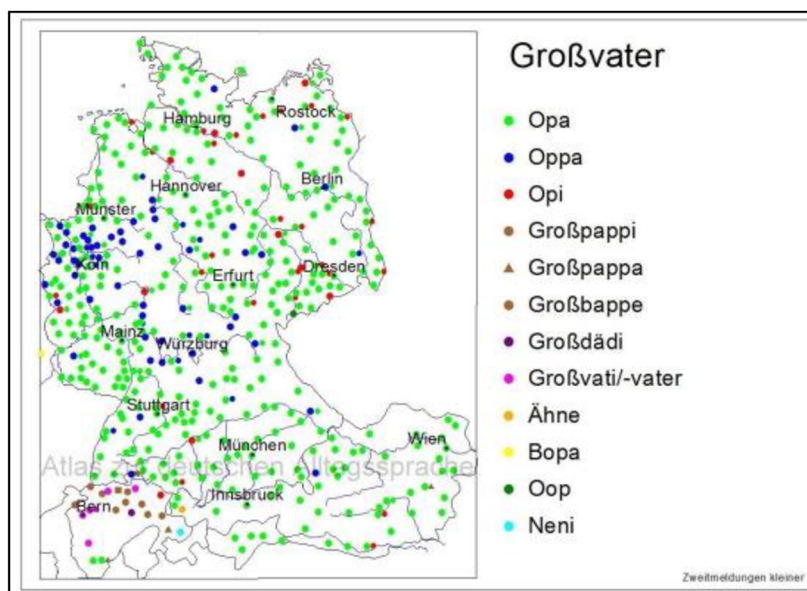 Großvater
Opa
Oppa
Opi
Großpappi
Großpappa
Großbappe
Großdädi
Großvati/-vater
Ähne
Bopa
Oop
Neni
Rostock
Hamburg
Berlin
Hannover
Münster
Köln
Erfurt
Dresden
Mainz
Würzburg
Stuttgart
München
Wien
Atlas zur deutschen Alltagssprache
Innsbruck
Bern
Zweitmeldungen kleiner